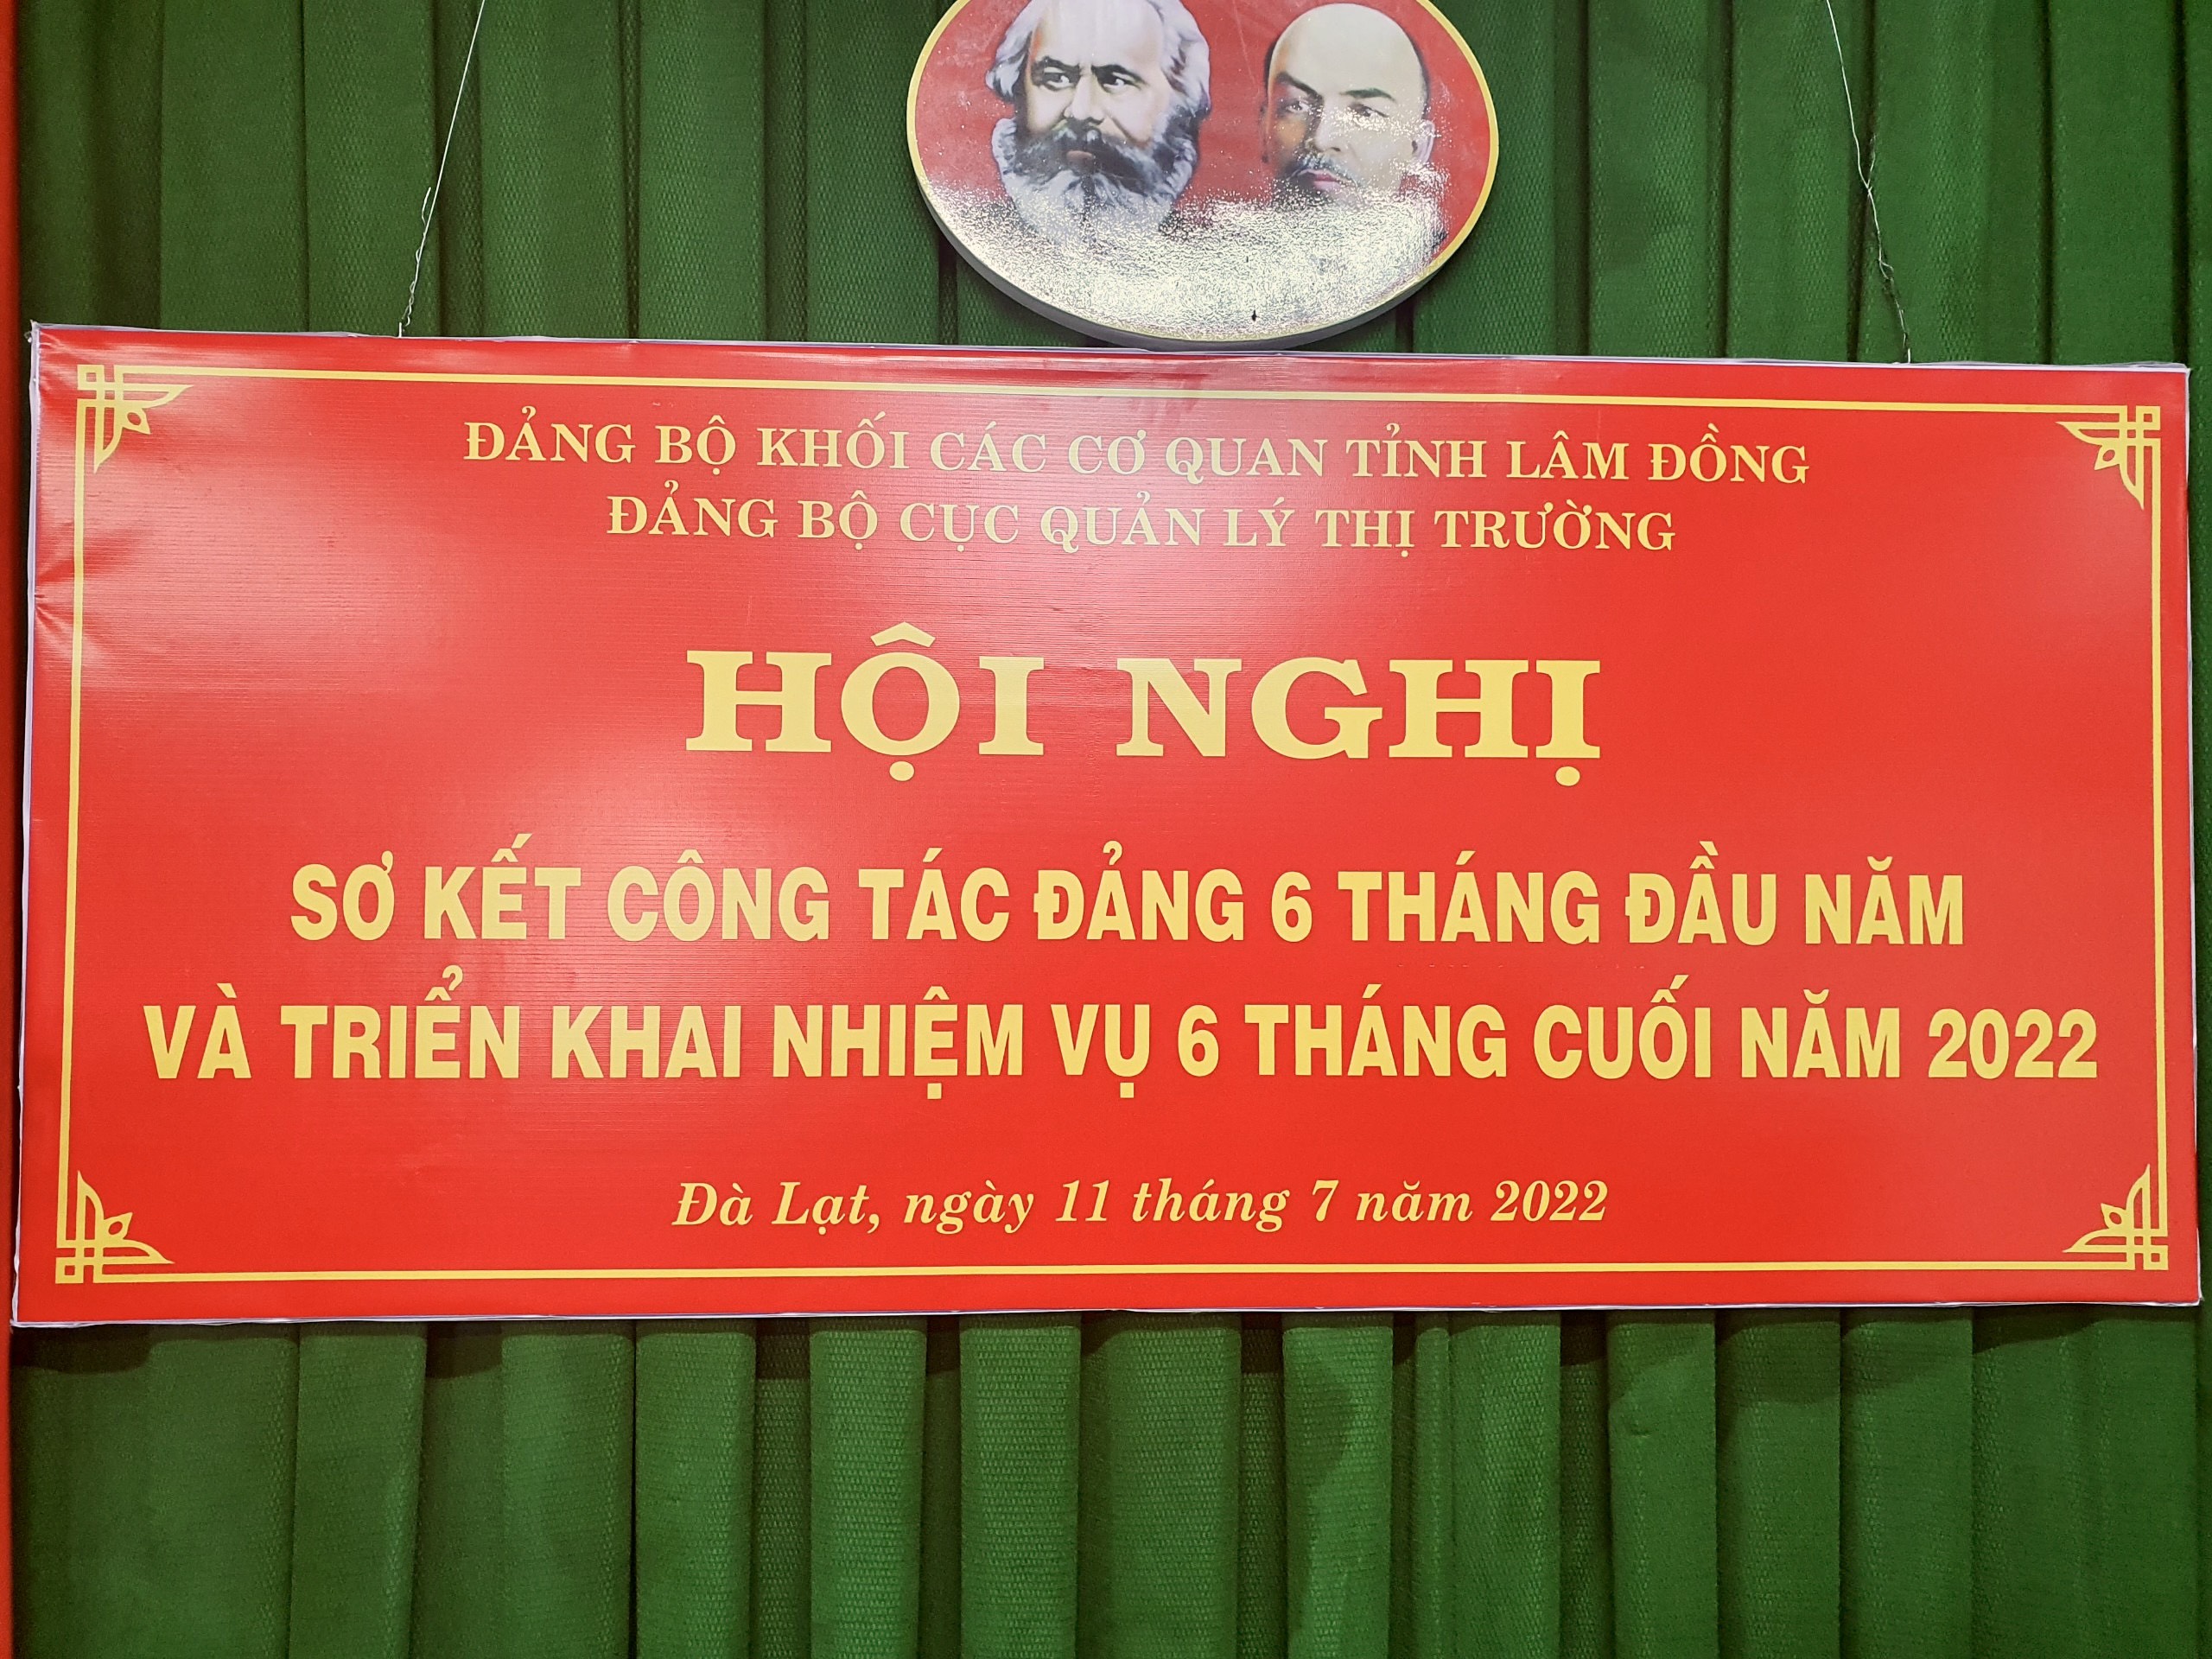 ĐẢNG BỘ KHỐI CÁC CƠ QUAN TỈNH LÂM ĐỒNG
ĐẢNG BỘ CỤC QUẢN LÝ THỊ TRƯỜNG
HỘI NGHỊ
SƠ KẾT CÔNG TÁC ĐẢNG 6 THÁNG ĐẦU NĂM
VÀ TRIỂN KHAI NHIỆM VỤ 6 THÁNG CUỐI NĂM 2022
Đà Lạt, ngày 11 tháng 7 năm 2022